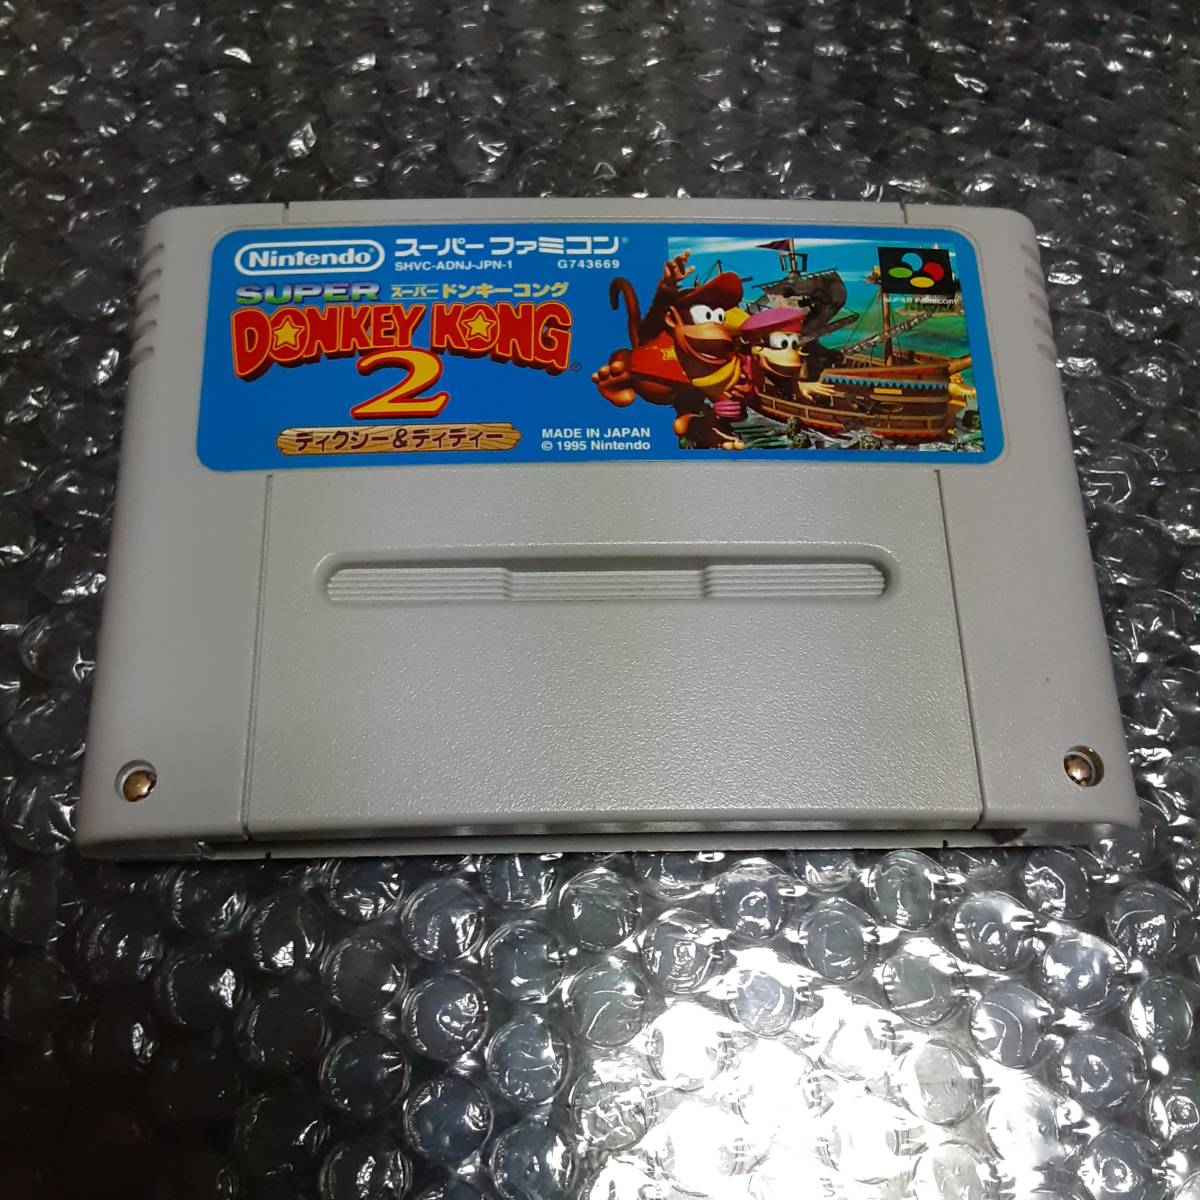 Nintendo
スーパーファミコン
SHVC-ADNJ-JPN-1 G743669
SUPER スーパードンキーコング
DONKEY KONG
2
ディクシー&ディディー
MADE IN JAPAN
© 1995 Nintendo
SUPER FAMICOM